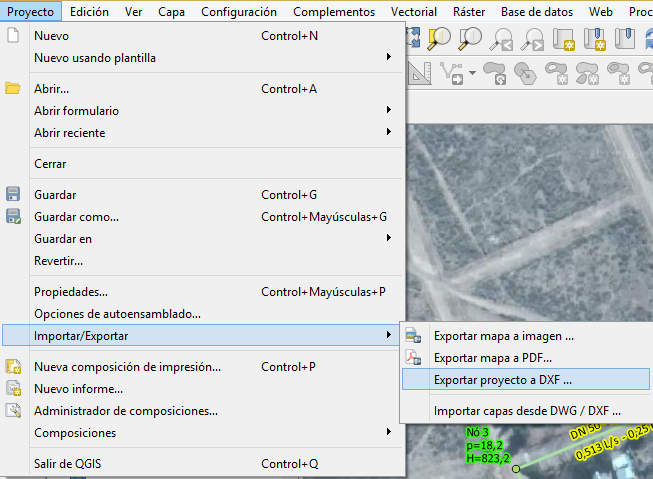 Proyecto Edición Ver Capa Configuración Complementos Vectorial Ráster Base de datos Web Proc
Nuevo Control+N
Nuevo usando plantilla
Abrir... Control+A
Abrir formulario
Abrir reciente
Cerrar
Guardar Control+G
Guardar como... Control+Mayúsculas+G
Guardar en
Revertir...
Propiedades... Control+Mayúsculas+P
Opciones de autoensamblado...
Importar/Exportar
Exportar mapa a imagen ...
Exportar mapa a PDF...
Exportar proyecto a DXF ...
Importar capas desde DWG / DXF ...
Nueva composición de impresión... Control+P
Nuevo informe...
Administrador de composiciones...
Composiciones
Salir de QGIS Control+Q
Nó 3
p=18,2
H=823,2
DN 50
0,513 L/s - 0,25